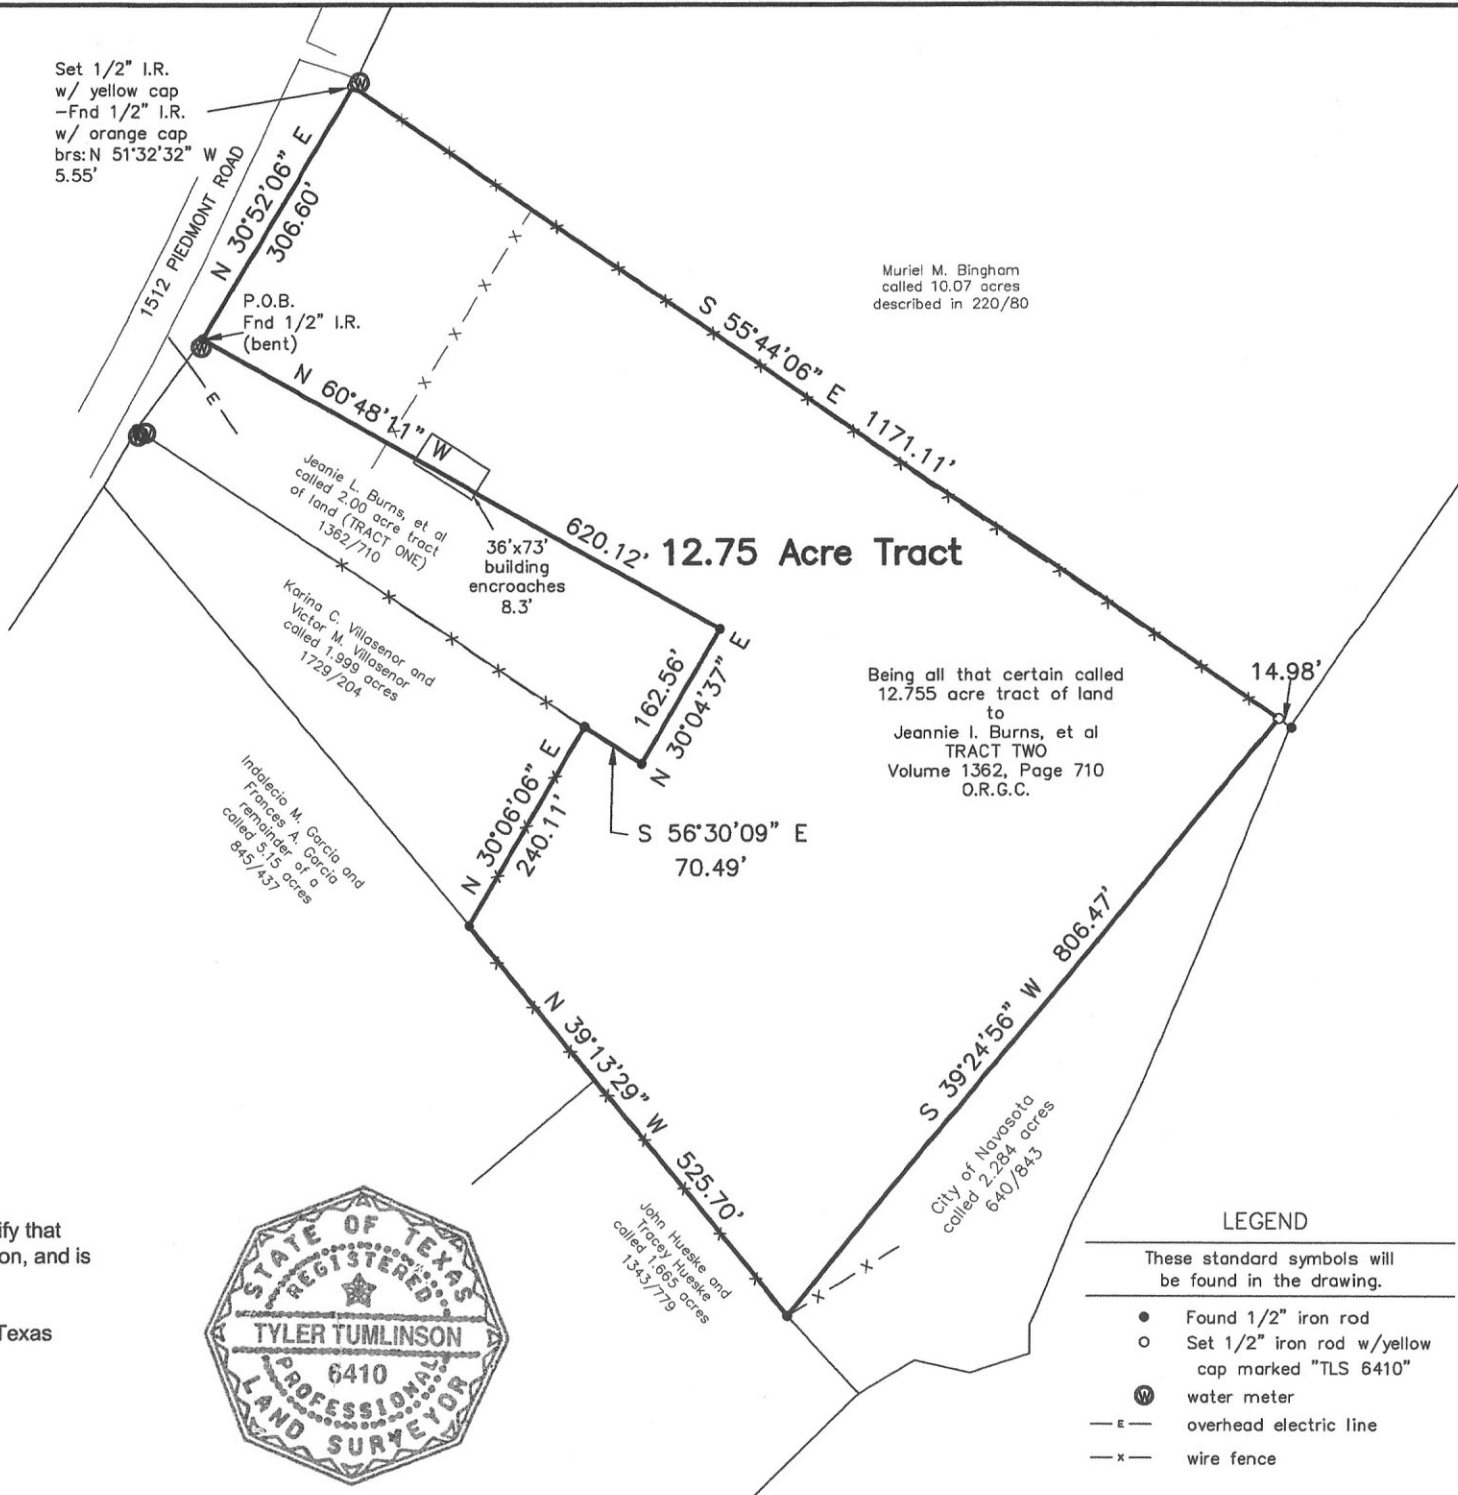 Set 1/2" I.R.
w/ yellow cap
-Fnd 1/2" I.R.
w/ orange cap
brs: N 51°32'32" W
5.55'
1512 PIEDMONT ROAD
N 30°52'06" E
306.60'
P.O.B.
Fnd 1/2" I.R.
(bent)
E
N 60°48'11" W
620.12'
S 55°44'06" E 1171.11'
Muriel M. Bingham
called 10.07 acres
described in 220/80
Jeanie L. Burns, et al
called 2.00 acre tract
of land (TRACT ONE)
1362/710
36'x73'
building
encroaches
8.3'
12.75 Acre Tract
Karina C. Villasenor and
Victor M. Villasenor
called 1.999 acres
1729/204
162.56'
N 30°04'37" E
14.98'
Being all that certain called
12.755 acre tract of land
to
Jeannie I. Burns, et al
TRACT TWO
Volume 1362, Page 710
O.R.G.C.
Indalecio M. Garcia and
Frances A. Garcia
remainder of a
called 5.15 acres
845/437
N 30°06'06" E
240.11'
S 56°30'09" E
70.49'
N 39°13'29" W 525.70'
S 39°24'56" W 806.47'
City of Navasota
called 2.284 acres
640/843
John Hueske and
Tracey Hueske
called 1.665 acres
1343/779
ify that
on, and is
Texas
STATE OF TEXAS
REGISTERED
TYLER TUMLINSON
6410
PROFESSIONAL
LAND SURVEYOR
LEGEND
These standard symbols will
be found in the drawing.
Found 1/2" iron rod
Set 1/2" iron rod w/yellow
cap marked "TLS 6410"
W water meter
E overhead electric line
x wire fence